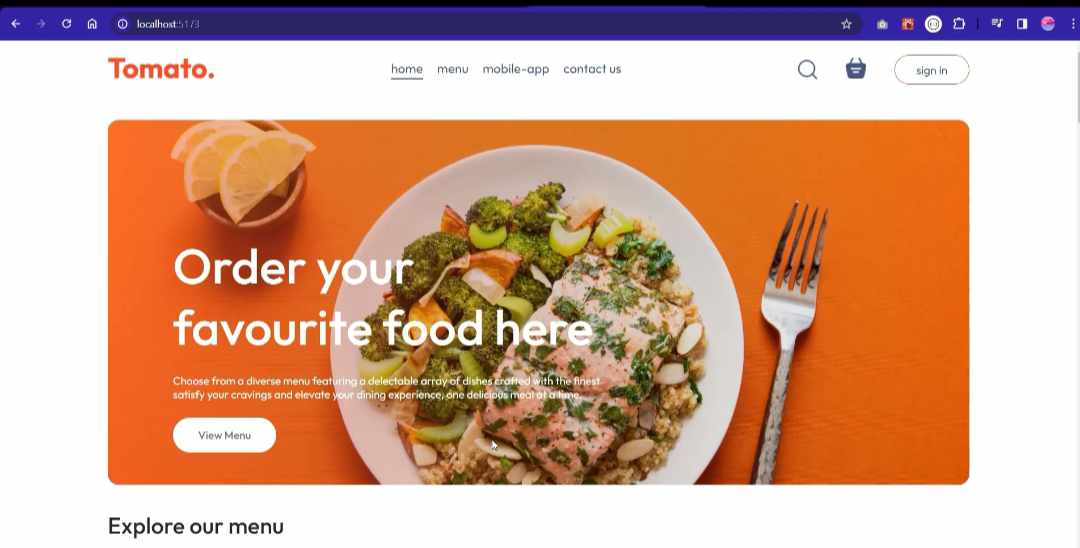 localhost:5173
Tomato.
home menu mobile-app contact us
sign in
Order your
favourite food here
Choose from a diverse menu featuring a delectable array of dishes crafted with the finest
satisfy your cravings and elevate your dining experience, one delicious meal at a time.
View Menu
Explore our menu